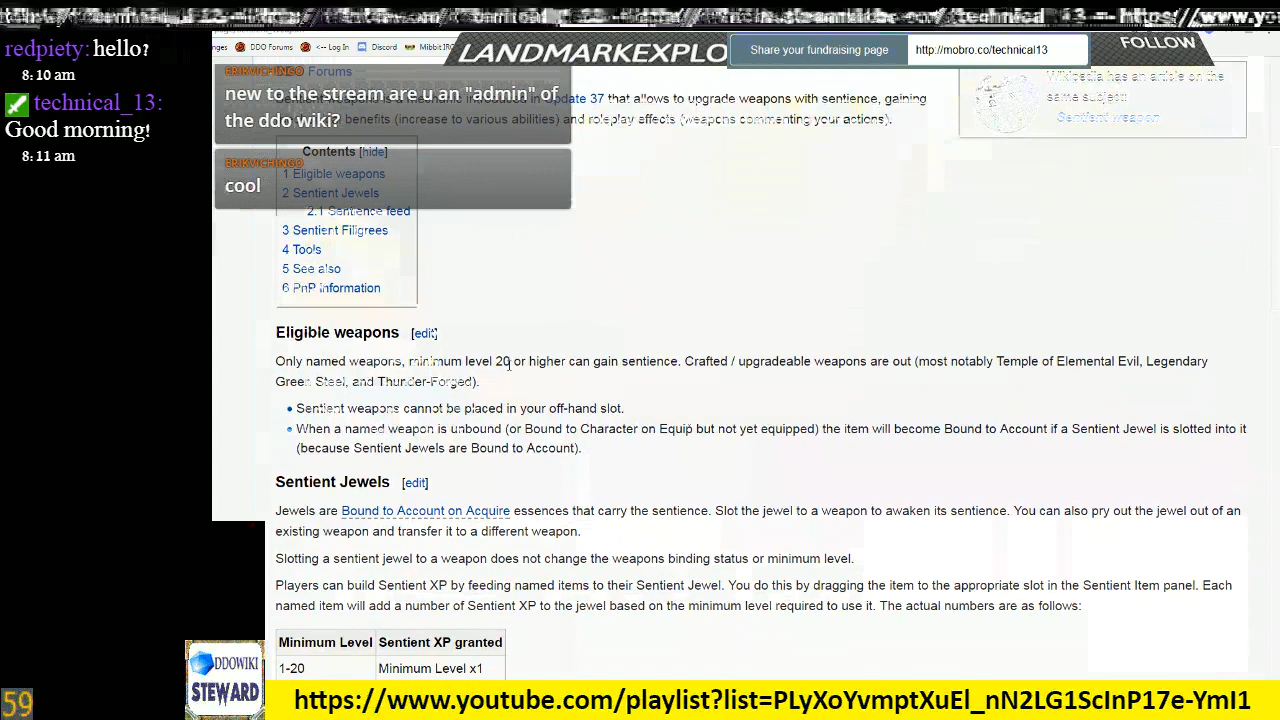 redpiety: hello?
8:10 am
technical_13:
Good morning!
8:11 am
DDO Forums
<-- Log In
Discord
Mibbit
LANDMARKEXPLO
Share your fundraising page
http://mobro.co/technical13
FOLLOW
ERIKVICHINGO
new to the stream are u an "admin" of
the ddo wiki?
ERIKVICHINGO
cool
Forums
Update 37 that allows to upgrade weapons with sentience, gaining
benefits (increase to various abilities) and roleplay effects (weapons commenting your actions).
Wikipedia has an article on the
same subject:
Sentient weapon
Contents [hide]
1 Eligible weapons
2 Sentient Jewels
2.1 Sentience feed
3 Sentient Filigrees
4 Tools
5 See also
6 PnP information
Eligible weapons [edit]
Only named weapons, minimum level 20 or higher can gain sentience. Crafted / upgradeable weapons are out (most notably Temple of Elemental Evil, Legendary
Green Steel, and Thunder-Forged).
• Sentient weapons cannot be placed in your off-hand slot.
• When a named weapon is unbound (or Bound to Character on Equip but not yet equipped) the item will become Bound to Account if a Sentient Jewel is slotted into it
(because Sentient Jewels are Bound to Account).
Sentient Jewels [edit]
Jewels are Bound to Account on Acquire essences that carry the sentience. Slot the jewel to a weapon to awaken its sentience. You can also pry out the jewel out of an
existing weapon and transfer it to a different weapon.
Slotting a sentient jewel to a weapon does not change the weapons binding status or minimum level.
Players can build Sentient XP by feeding named items to their Sentient Jewel. You do this by dragging the item to the appropriate slot in the Sentient Item panel. Each
named item will add a number of Sentient XP to the jewel based on the minimum level required to use it. The actual numbers are as follows:
Minimum Level Sentient XP granted
1-20 Minimum Level x1
DDOWIKI
STEWARD
59
https://www.youtube.com/playlist?list=PLyXoYvmptXuEl_nN2LG1ScInP17e-YmI1